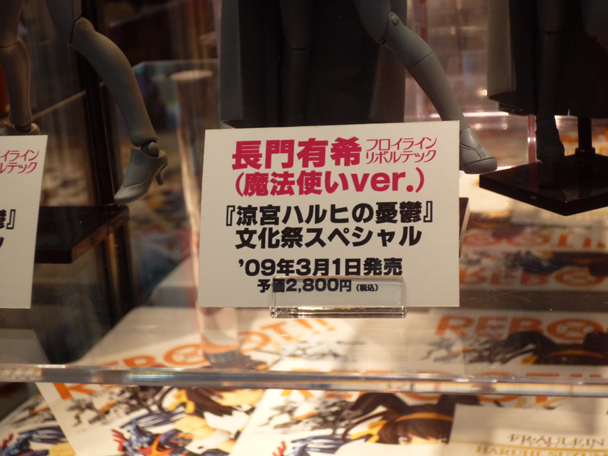 長門有希 フロイライン リボルテック
(魔法使いver.)
『涼宮ハルヒの憂鬱』
文化祭スペシャル
'09年3月1日発売
予価2,800円(税込)
REBOOT!!
FRÄULEIN